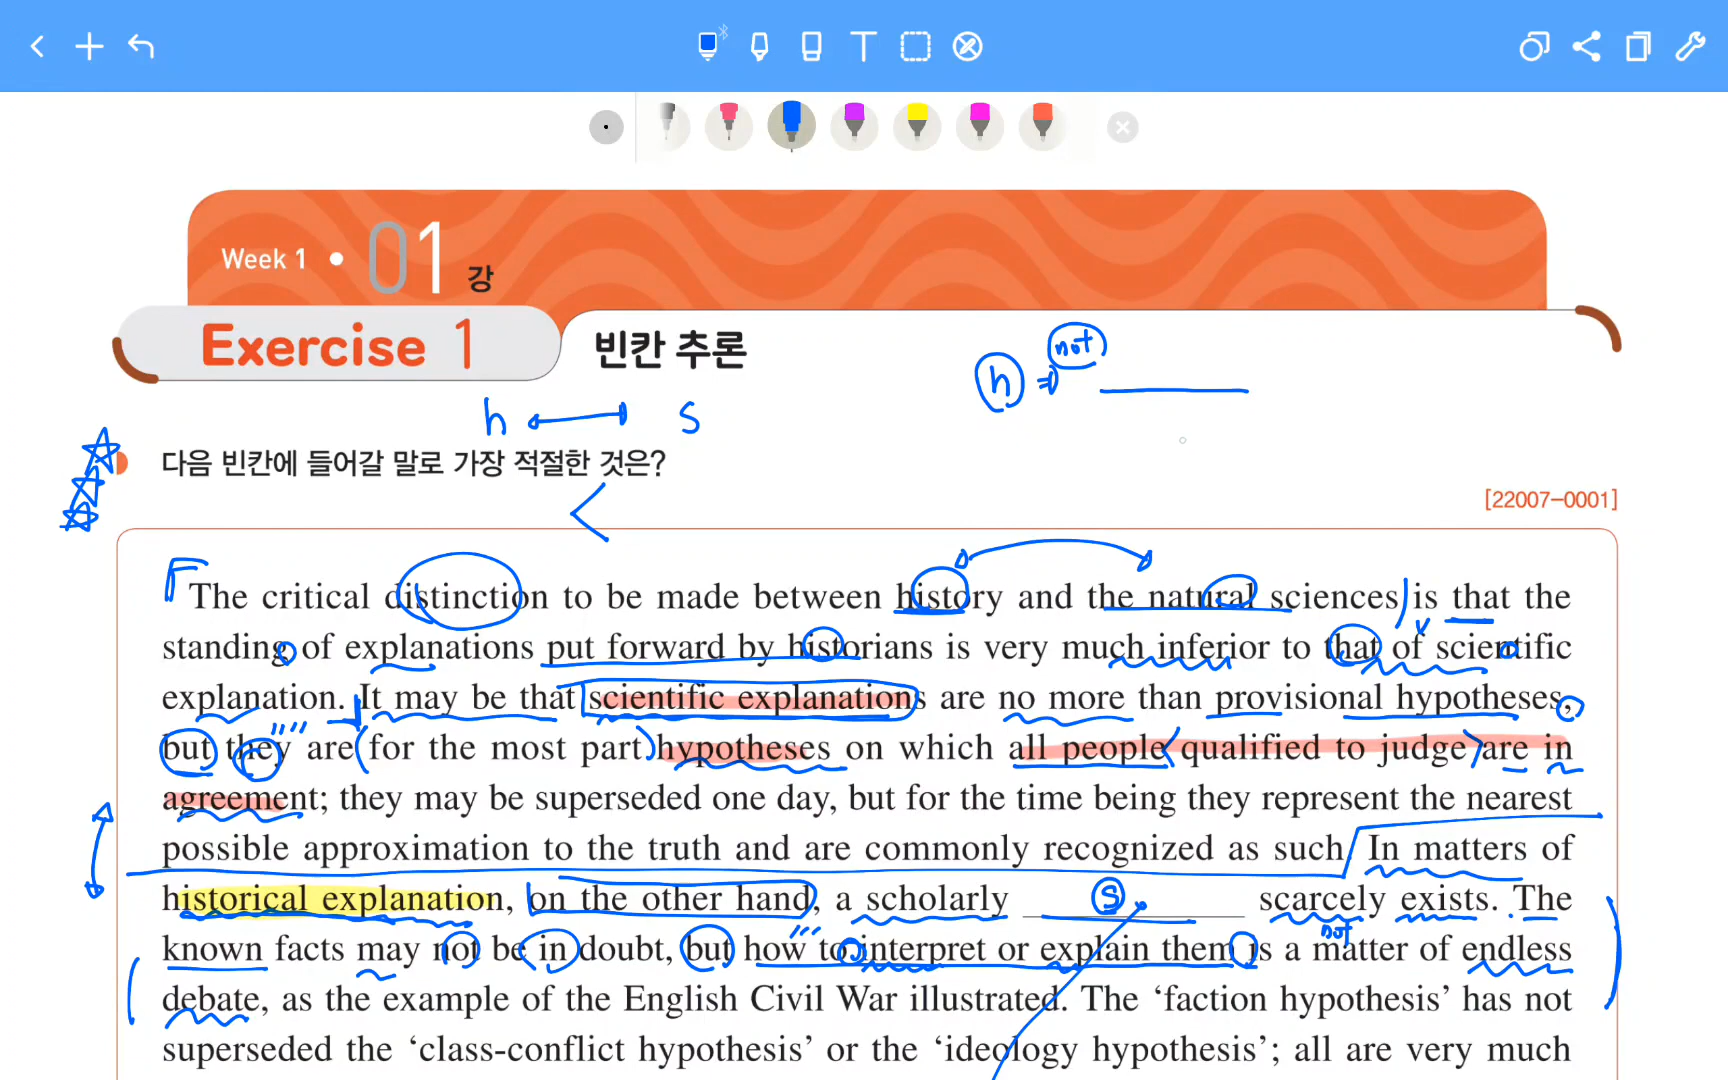 T
Week 1 • 01 강
Exercise 1 빈칸 추론
not
h ⇒
h ↔ s
다음 빈칸에 들어갈 말로 가장 적절한 것은?
[22007-0001]
The critical distinction to be made between history and the natural sciences is that the
standing of explanations put forward by historians is very much inferior to that of scientific
explanation. It may be that scientific explanations are no more than provisional hypotheses,
but they are for the most part hypotheses on which all people qualified to judge are in
agreement; they may be superseded one day, but for the time being they represent the nearest
possible approximation to the truth and are commonly recognized as such. In matters of
historical explanation, on the other hand, a scholarly ⓢ scarcely exists. The
not
known facts may not be in doubt, but how to interpret or explain them is a matter of endless
debate, as the example of the English Civil War illustrated. The ‘faction hypothesis’ has not
superseded the ‘class-conflict hypothesis’ or the ‘ideology hypothesis’; all are very much